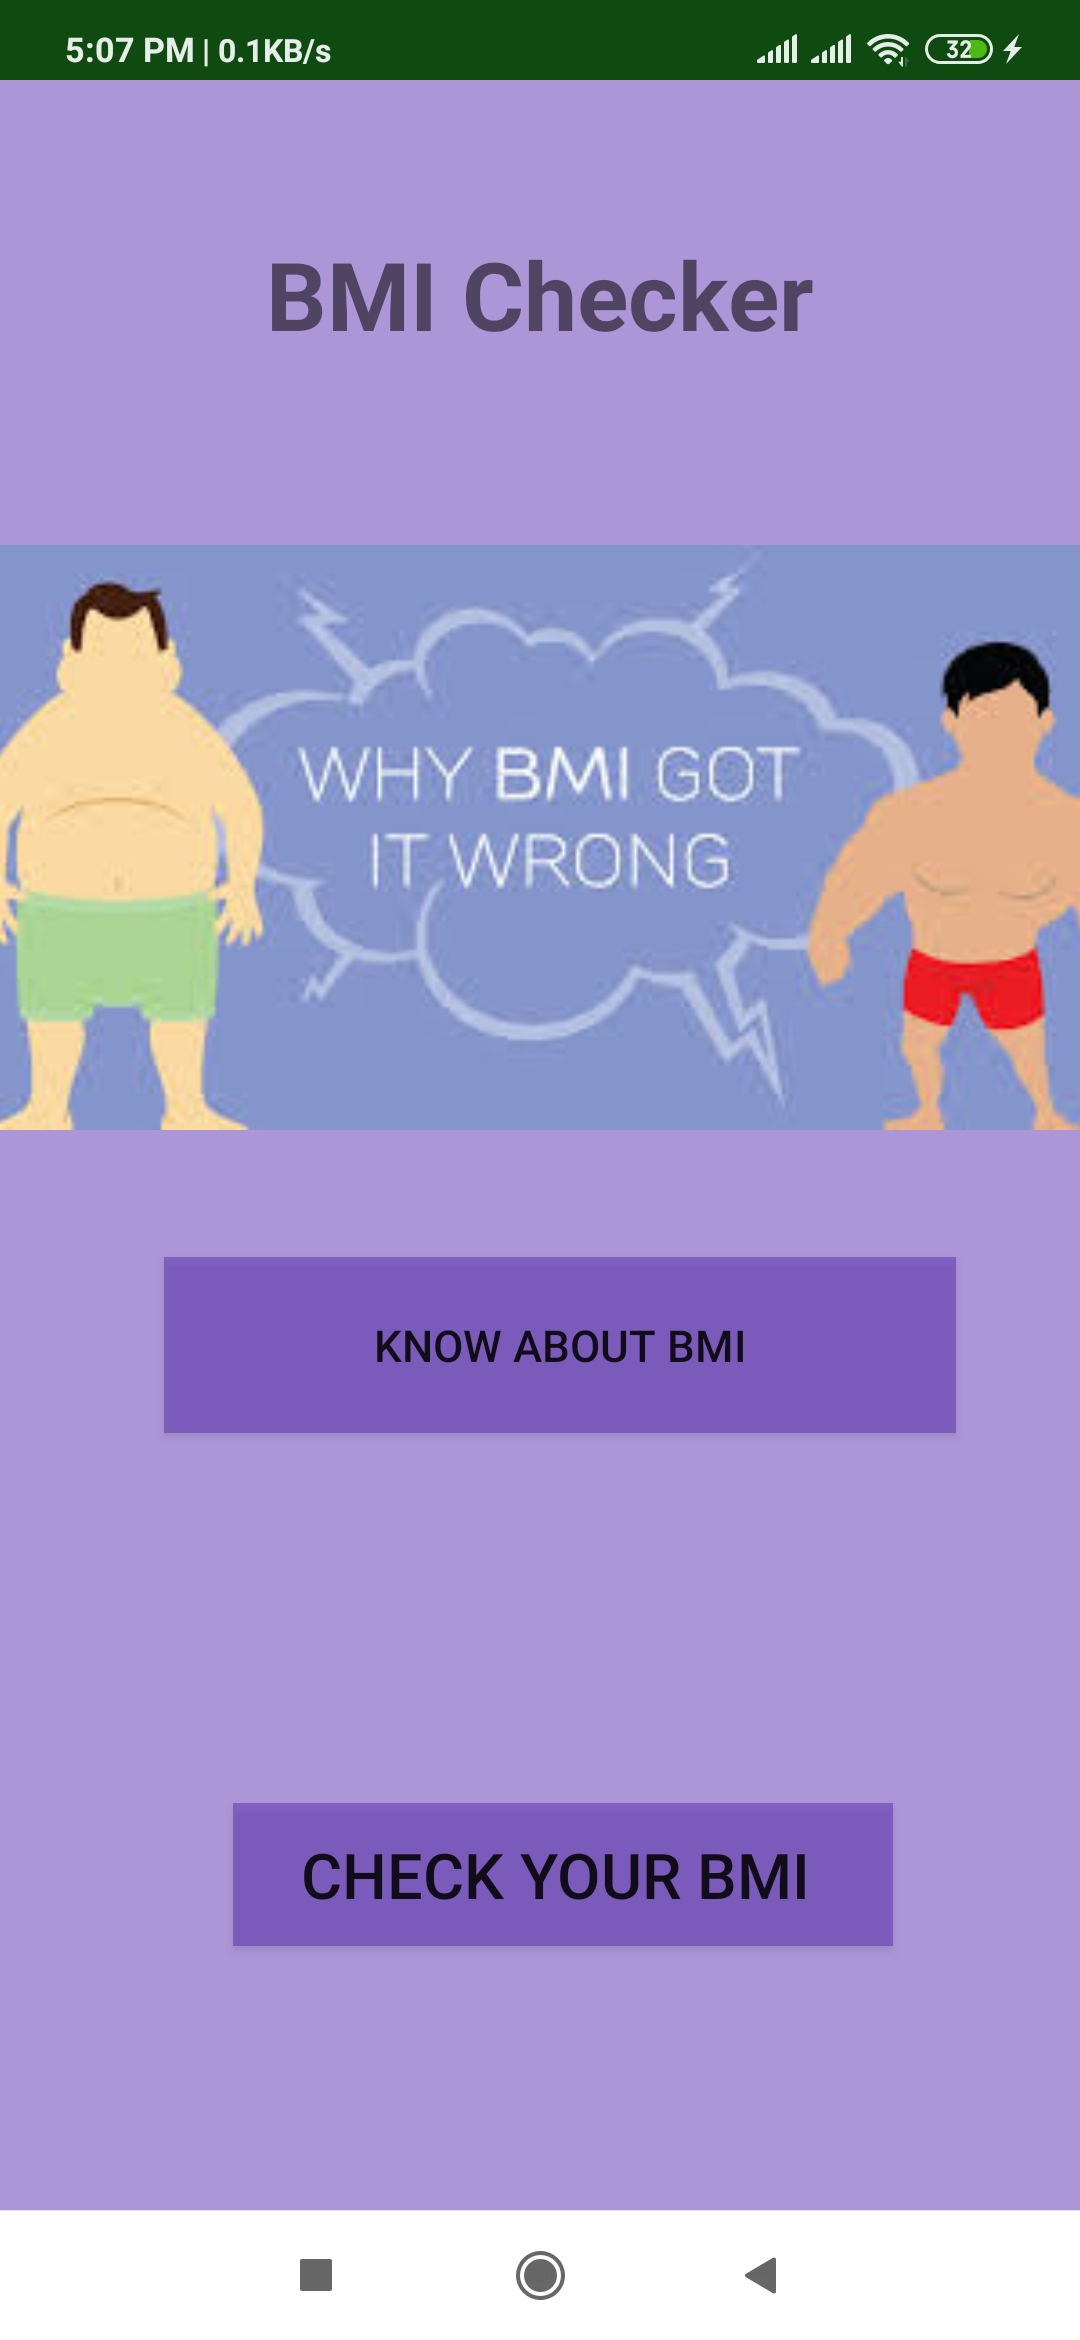 5:07 PM | 0.1KB/s 32
BMI Checker
WHY BMI GOT
IT WRONG
KNOW ABOUT BMI
CHECK YOUR BMI